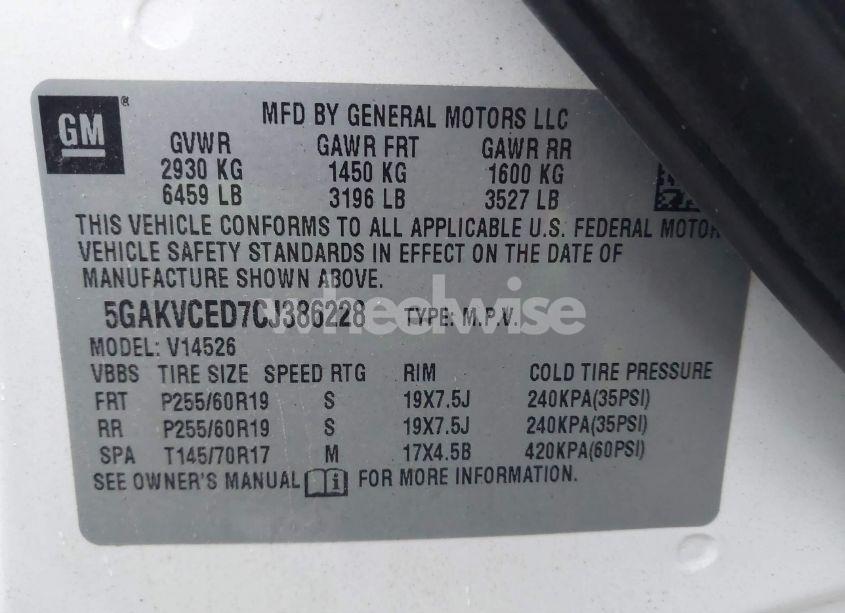 GM ®
MFD BY GENERAL MOTORS LLC
GVWR GAWR FRT GAWR RR
2930 KG 1450 KG 1600 KG
6459 LB 3196 LB 3527 LB
THIS VEHICLE CONFORMS TO ALL APPLICABLE U.S. FEDERAL MOTOR
VEHICLE SAFETY STANDARDS IN EFFECT ON THE DATE OF
MANUFACTURE SHOWN ABOVE.
5GAKVCED7CJ386228 TYPE: M.P.V.
wheelwise
MODEL: V14526
VBBS TIRE SIZE SPEED RTG RIM COLD TIRE PRESSURE
FRT P255/60R19 S 19X7.5J 240KPA(35PSI)
RR P255/60R19 S 19X7.5J 240KPA(35PSI)
SPA T145/70R17 M 17X4.5B 420KPA(60PSI)
SEE OWNER'S MANUAL i FOR MORE INFORMATION.